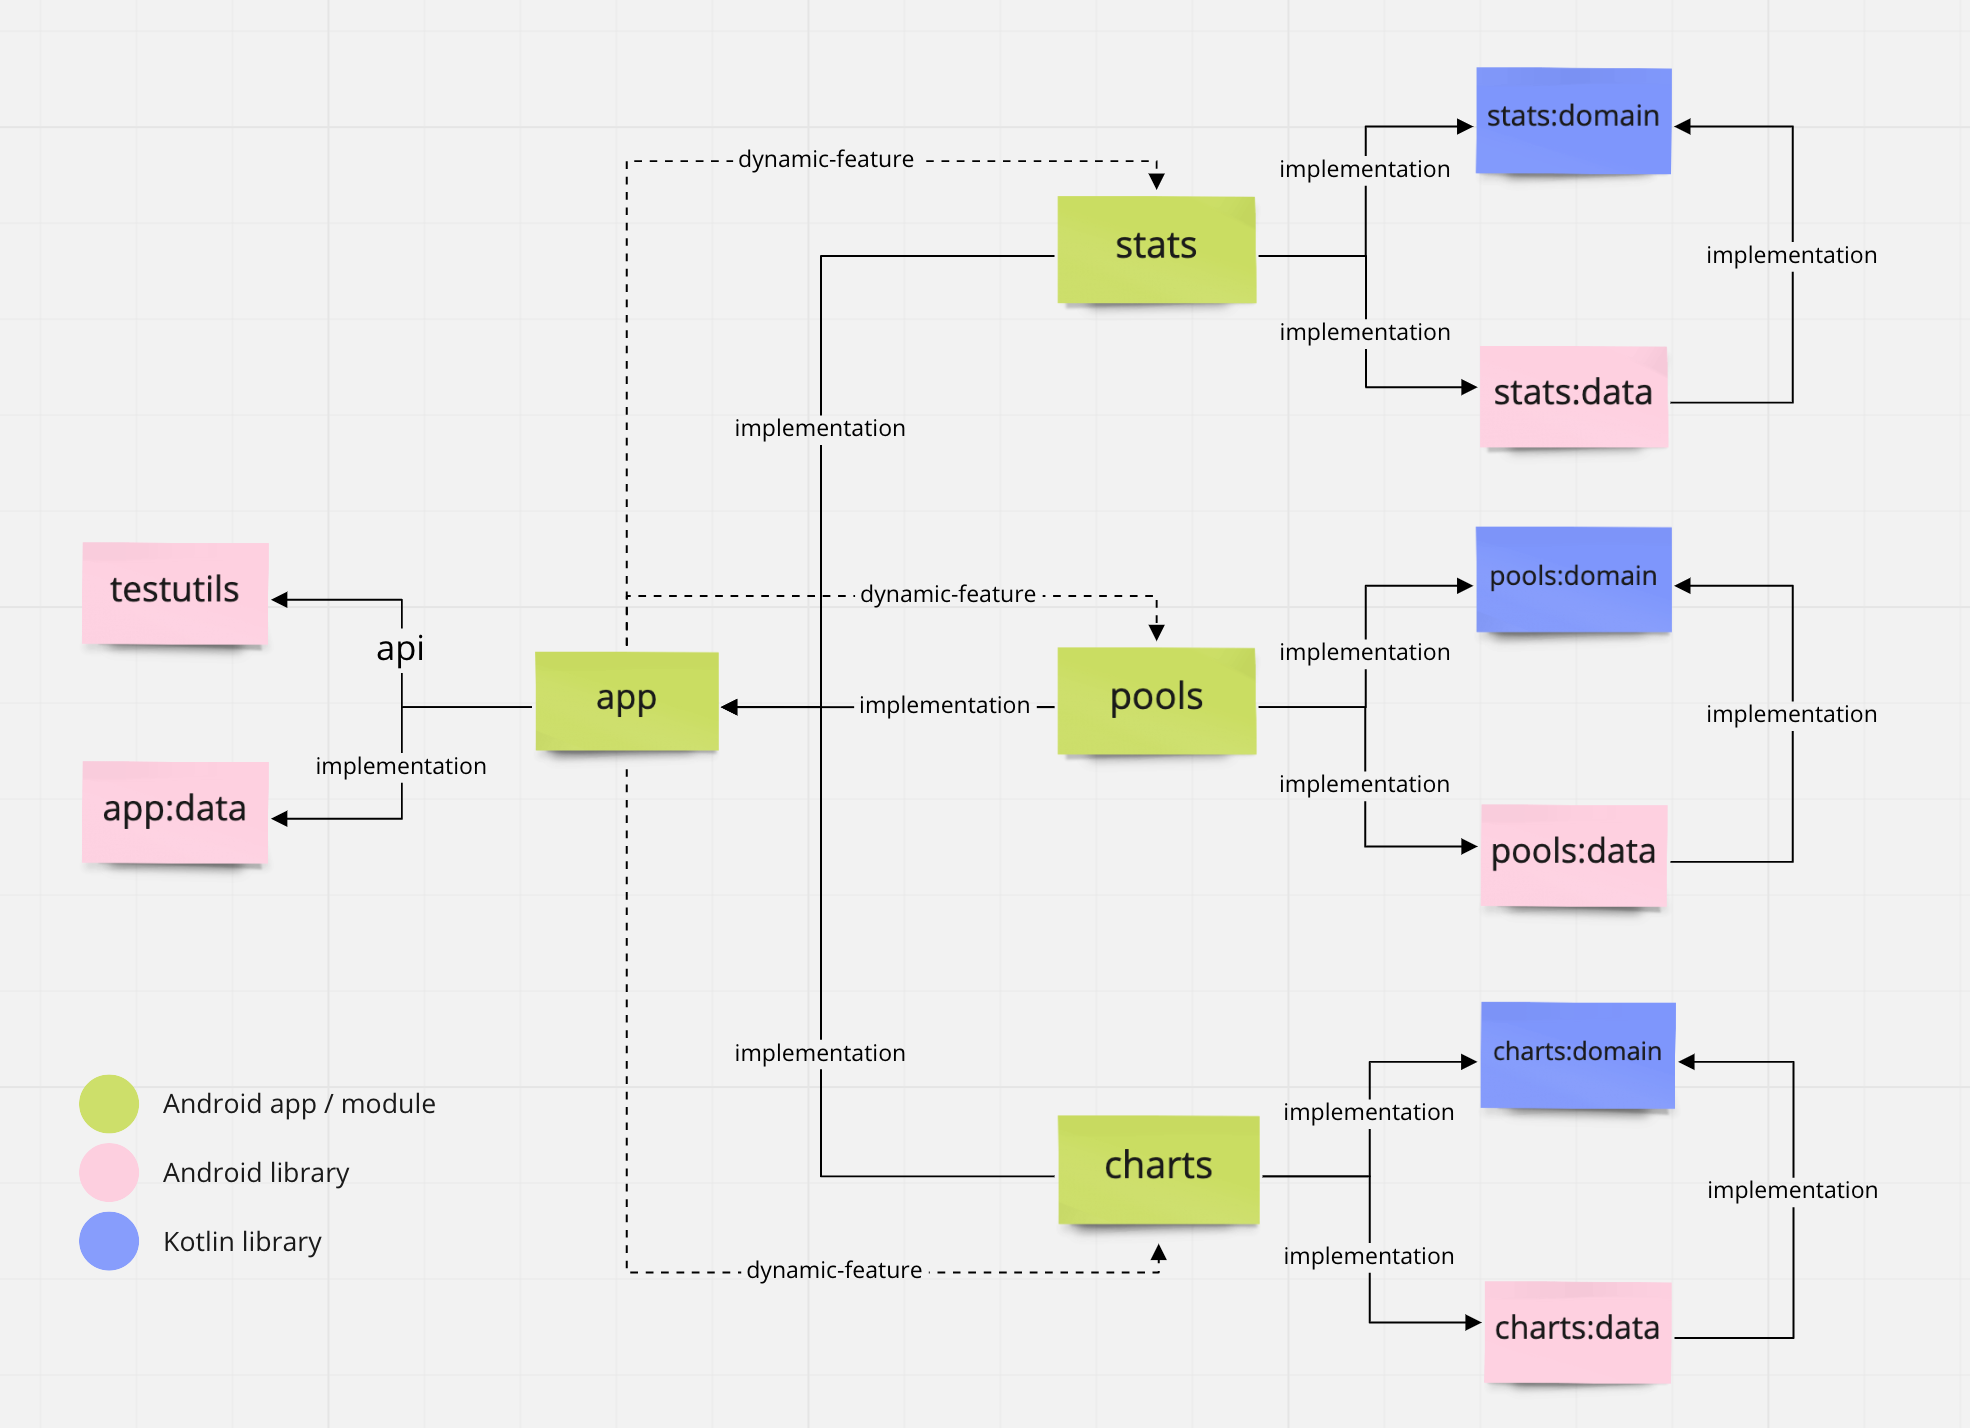 stats:domain
dynamic-feature
implementation
stats
implementation
implementation
stats:data
implementation
pools:domain
testutils
dynamic-feature
api
implementation
app
implementation
pools
implementation
implementation
implementation
app:data
pools:data
implementation
charts:domain
Android app / module
implementation
charts
Android library
implementation
Kotlin library
implementation
dynamic-feature
charts:data